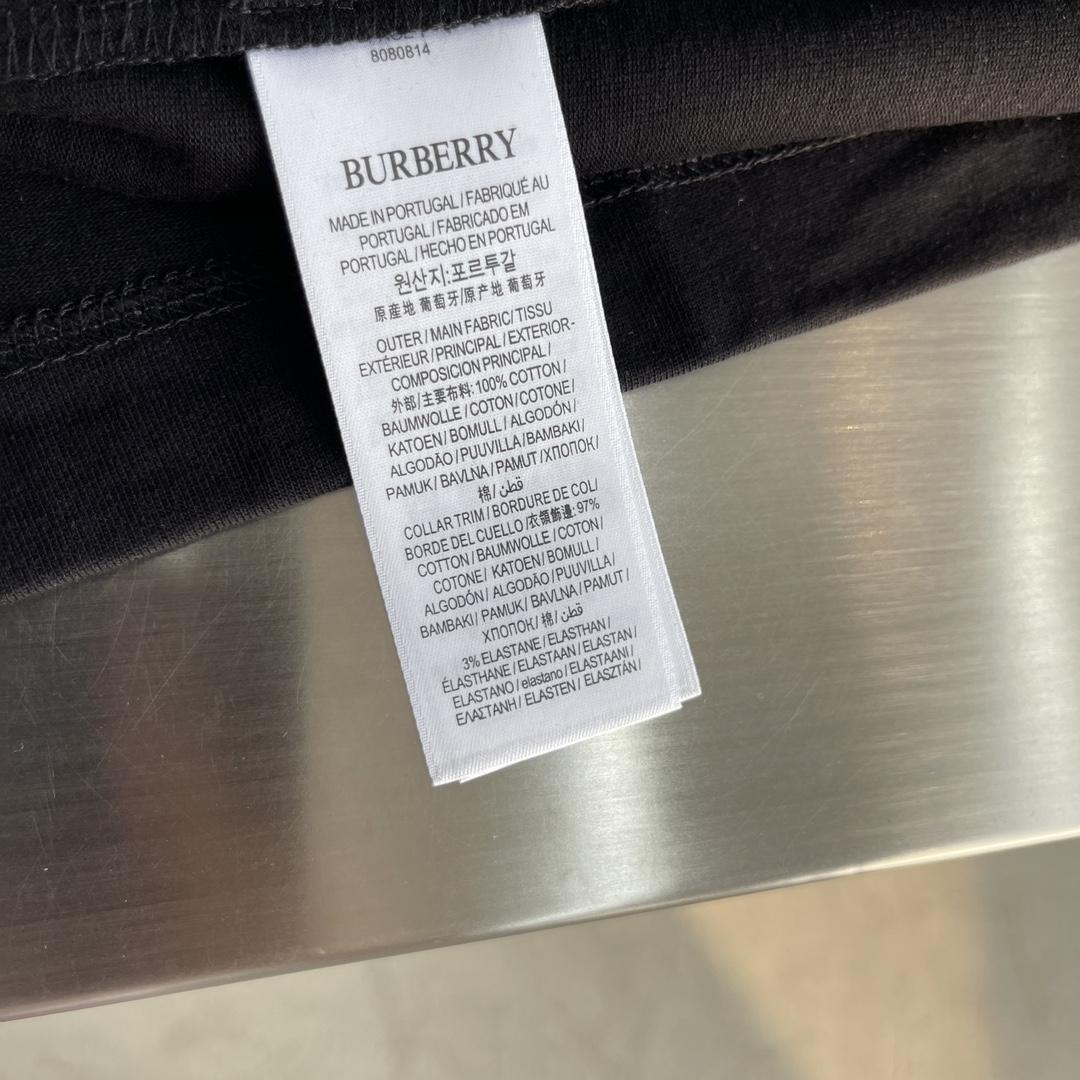 8080814
BURBERRY
MADE IN PORTUGAL / FABRIQUÉ AU
PORTUGAL / FABRICADO EM
PORTUGAL / HECHO EN PORTUGAL
원산지:포르투갈
原産地 葡萄牙/原产地 葡萄牙
OUTER / MAIN FABRIC / TISSU
EXTÉRIEUR / PRINCIPAL / EXTERIOR-
COMPOSICION PRINCIPAL /
外部/主要布料: 100% COTTON /
BAUMWOLLE / COTON / COTONE /
KATOEN / BOMULL / ALGODÓN /
ALGODÃO / PUUVILLA / BAMBAKI /
PAMUK / BAVLNA / PAMUT / ХЛОПОК /
棉 / قطن
COLLAR TRIM / BORDURE DE COL /
BORDE DEL CUELLO /衣領飾邊: 97%
COTTON / BAUMWOLLE / COTON /
COTONE / KATOEN / BOMULL /
ALGODÓN / ALGODÃO / PUUVILLA /
BAMBAKI / PAMUK / BAVLNA / PAMUT /
ХЛОПОК / 棉 / قطن
3% ELASTANE / ELASTHAN /
ÉLASTHANE / ELASTAAN / ELASTAN /
ELASTANO / elastano / ELASTAANI /
ΕΛΑΣΤΑΝΗ / ELASTEN / ELASZTÁN /